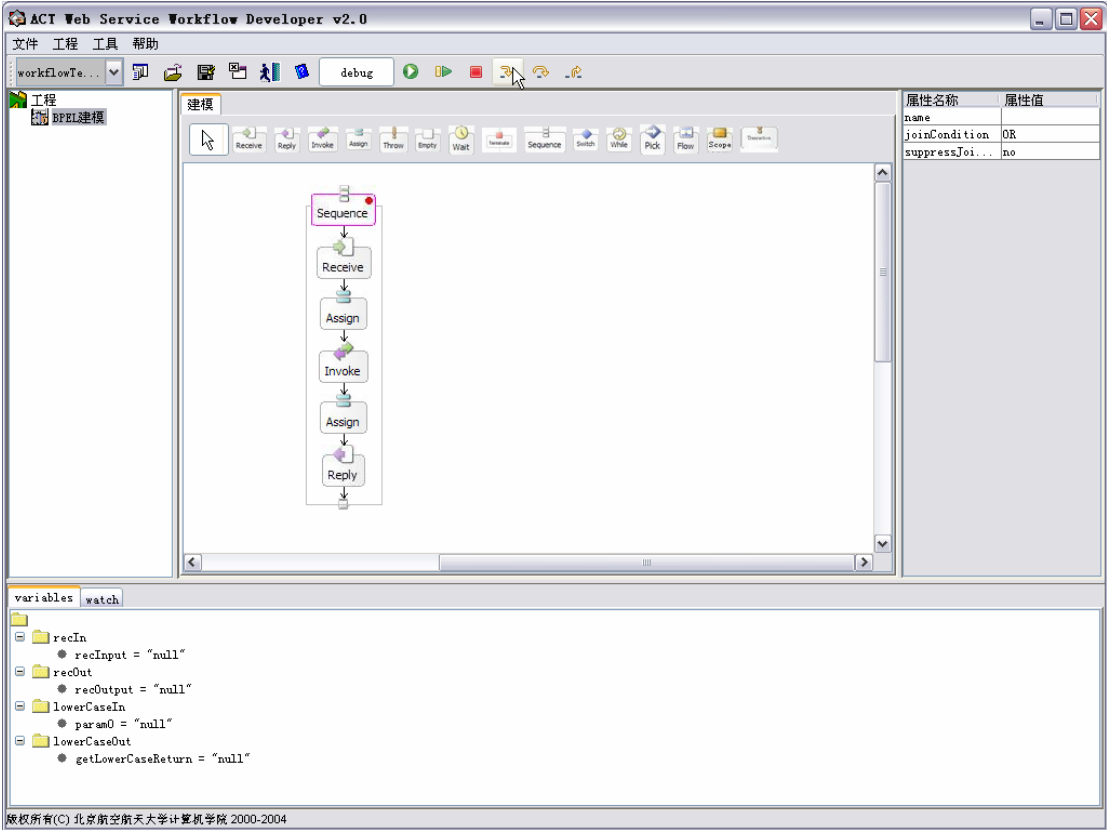 ACT Web Service Workflow Developer v2.0
文件 工程 工具 帮助
workflowTe... debug
工程
BPEL建模
建模
Receive Reply Invoke Assign Throw Empty Wait Terminate Sequence Switch While Pick Flow Scope
Sequence
Receive
Assign
Invoke
Assign
Reply
属性名称 属性值
name
joinCondition OR
suppressJoi... no
variables watch
recIn
recInput = "null"
recOut
recOutput = "null"
lowerCaseIn
param0 = "null"
lowerCaseOut
getLowerCaseReturn = "null"
版权所有(C) 北京航空航天大学计算机学院 2000-2004